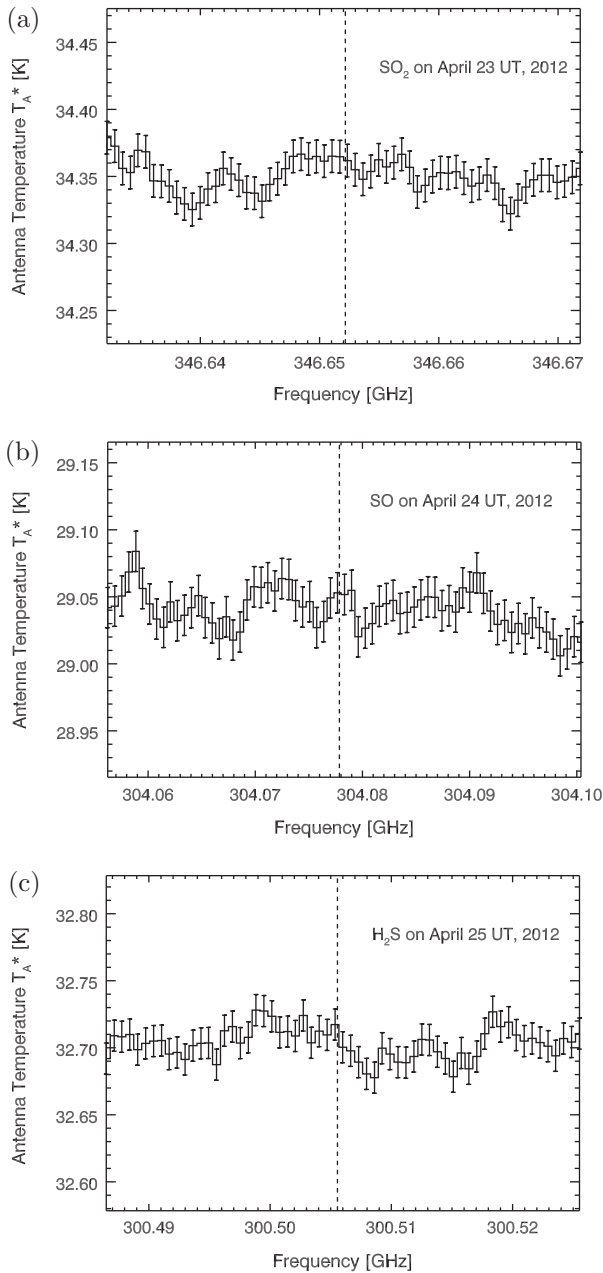 (a)
Antenna Temperature T_A* [K]
34.45
34.40
34.35
34.30
34.25
SO₂ on April 23 UT, 2012
346.64 346.65 346.66 346.67
Frequency [GHz]
(b)
Antenna Temperature T_A* [K]
29.15
29.10
29.05
29.00
28.95
SO on April 24 UT, 2012
304.06 304.07 304.08 304.09 304.10
Frequency [GHz]
(c)
Antenna Temperature T_A* [K]
32.80
32.75
32.70
32.65
32.60
H₂S on April 25 UT, 2012
300.49 300.50 300.51 300.52
Frequency [GHz]